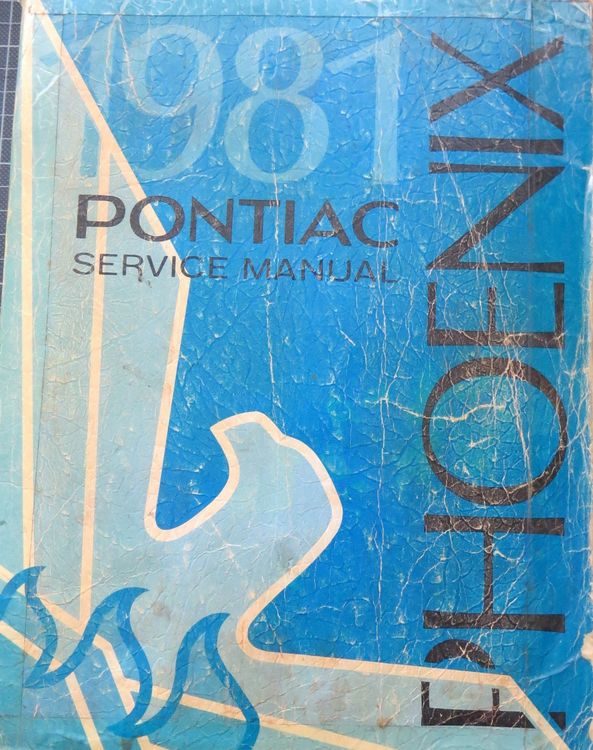 1981
PONTIAC
SERVICE MANUAL
PHOENIX